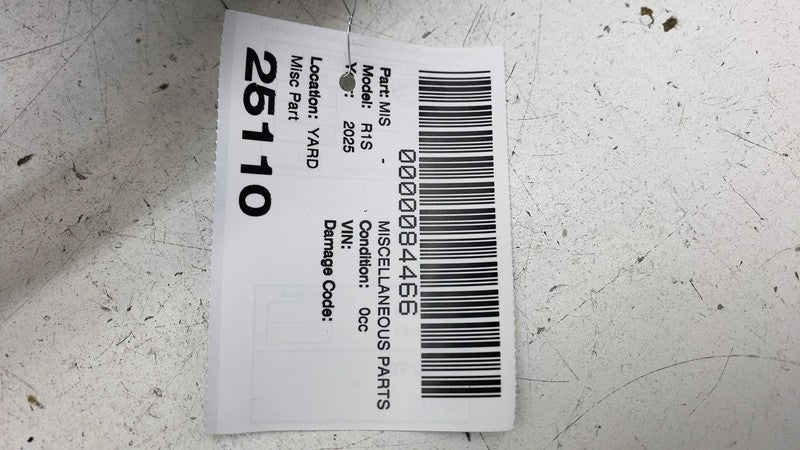 0000084466
Part: MIS - MISCELLANEOUS PARTS
Model: R1S Condition: 0cc
2025 VIN:
Damage Code:
Location: YARD
Misc Part
25110